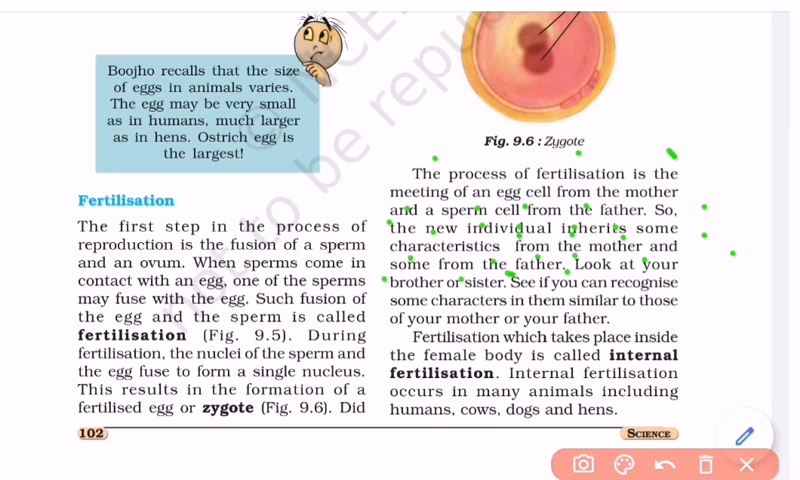 Boojho recalls that the size
of eggs in animals varies.
The egg may be very small
as in humans, much larger
as in hens. Ostrich egg is
the largest!
Fertilisation
The first step in the process of
reproduction is the fusion of a sperm
and an ovum. When sperms come in
contact with an egg, one of the sperms
may fuse with the egg. Such fusion of
the egg and the sperm is called
fertilisation (Fig. 9.5). During
fertilisation, the nuclei of the sperm and
the egg fuse to form a single nucleus.
This results in the formation of a
fertilised egg or zygote (Fig. 9.6). Did
Fig. 9.6 : Zygote
The process of fertilisation is the
meeting of an egg cell from the mother
and a sperm cell from the father. So,
the new individual inherits some
characteristics from the mother and
some from the father. Look at your
brother or sister. See if you can recognise
some characters in them similar to those
of your mother or your father.
Fertilisation which takes place inside
the female body is called internal
fertilisation. Internal fertilisation
occurs in many animals including
humans, cows, dogs and hens.
102
SCIENCE